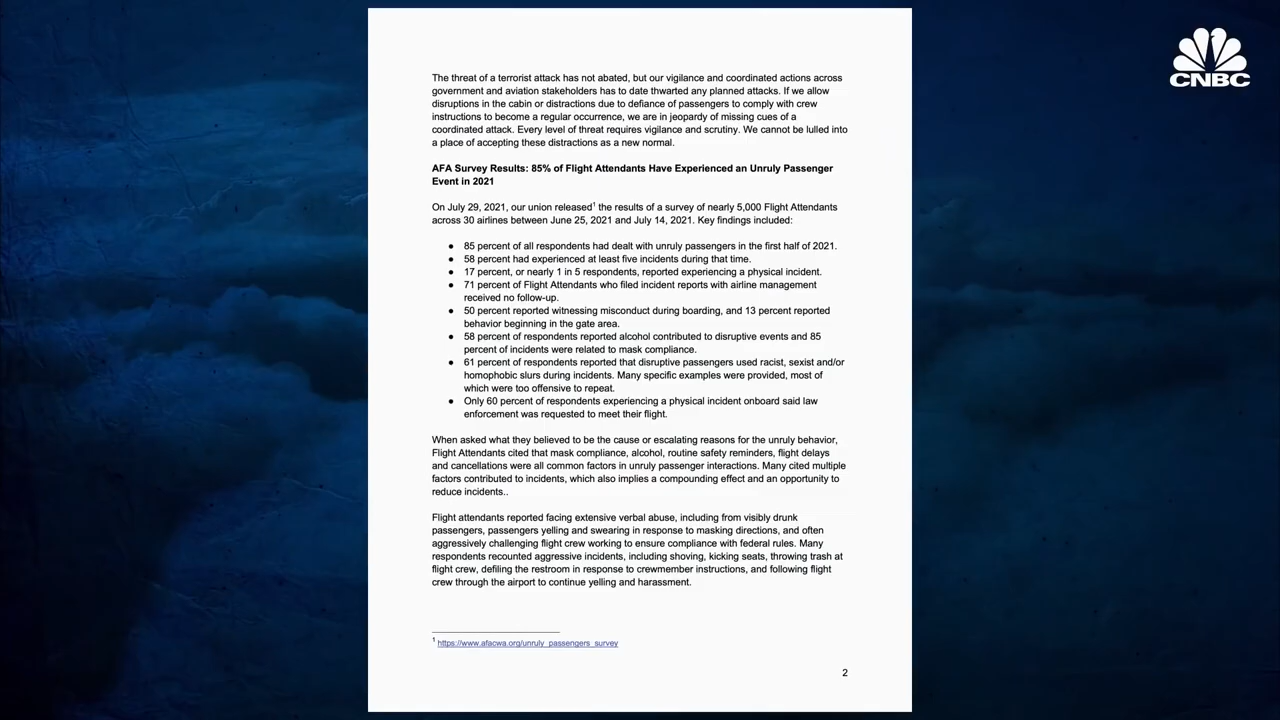 The threat of a terrorist attack has not abated, but our vigilance and coordinated actions across
government and aviation stakeholders has to date thwarted any planned attacks. If we allow
disruptions in the cabin or distractions due to defiance of passengers to comply with crew
instructions to become a regular occurrence, we are in jeopardy of missing cues of a
coordinated attack. Every level of threat requires vigilance and scrutiny. We cannot be lulled into
a place of accepting these distractions as a new normal.
AFA Survey Results: 85% of Flight Attendants Have Experienced an Unruly Passenger
Event in 2021
On July 29, 2021, our union released¹ the results of a survey of nearly 5,000 Flight Attendants
across 30 airlines between June 25, 2021 and July 14, 2021. Key findings included:
● 85 percent of all respondents had dealt with unruly passengers in the first half of 2021.
● 58 percent had experienced at least five incidents during that time.
● 17 percent, or nearly 1 in 5 respondents, reported experiencing a physical incident.
● 71 percent of Flight Attendants who filed incident reports with airline management
received no follow-up.
● 50 percent reported witnessing misconduct during boarding, and 13 percent reported
behavior beginning in the gate area.
● 58 percent of respondents reported alcohol contributed to disruptive events and 85
percent of incidents were related to mask compliance.
● 61 percent of respondents reported that disruptive passengers used racist, sexist and/or
homophobic slurs during incidents. Many specific examples were provided, most of
which were too offensive to repeat.
● Only 60 percent of respondents experiencing a physical incident onboard said law
enforcement was requested to meet their flight.
When asked what they believed to be the cause or escalating reasons for the unruly behavior,
Flight Attendants cited that mask compliance, alcohol, routine safety reminders, flight delays
and cancellations were all common factors in unruly passenger interactions. Many cited multiple
factors contributed to incidents, which also implies a compounding effect and an opportunity to
reduce incidents..
Flight attendants reported facing extensive verbal abuse, including from visibly drunk
passengers, passengers yelling and swearing in response to masking directions, and often
aggressively challenging flight crew working to ensure compliance with federal rules. Many
respondents recounted aggressive incidents, including shoving, kicking seats, throwing trash at
flight crew, defiling the restroom in response to crewmember instructions, and following flight
crew through the airport to continue yelling and harassment.
¹ https://www.afacwa.org/unruly_passengers_survey
2
CNBC